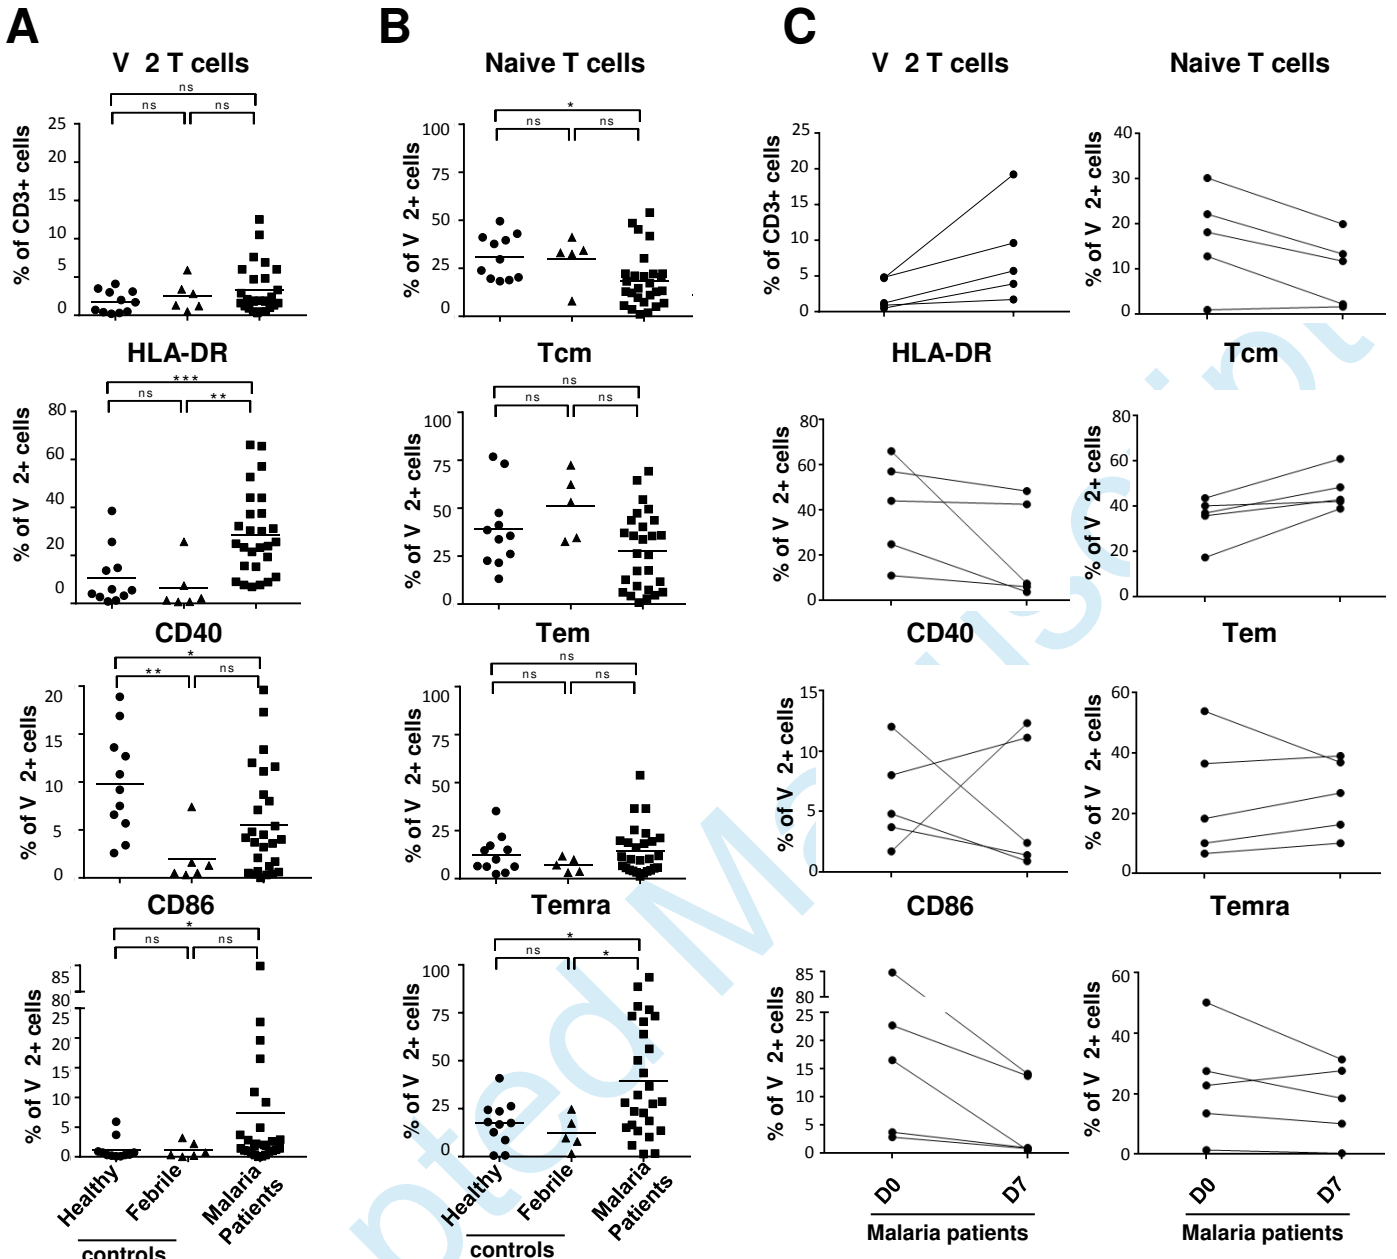 A
B
C
V 2 T cells
ns
ns
ns
% of CD3+ cells
25
20
15
10
5
0
HLA-DR
***
ns
**
% of V 2+ cells
80
60
40
20
0
CD40
*
**
ns
% of V 2+ cells
20
15
10
5
0
CD86
*
ns
ns
% of V 2+ cells
85
80
25
20
15
10
5
0
Healthy
Febrile
Malaria
Patients
controls
Naive T cells
*
ns
ns
% of V 2+ cells
100
75
50
25
0
Tcm
ns
ns
ns
% of V 2+ cells
100
75
50
25
0
Tem
ns
ns
ns
% of V 2+ cells
100
75
50
25
0
Temra
*
ns
*
% of V 2+ cells
100
75
50
25
0
Healthy
Febrile
Malaria
Patients
controls
V 2 T cells
% of CD3+ cells
25
20
15
10
5
0
HLA-DR
% of V 2+ cells
80
60
40
20
0
CD40
% of V 2+ cells
15
10
5
0
CD86
% of V 2+ cells
85
80
25
20
15
10
5
0
D0
D7
Malaria patients
Naive T cells
% of V 2+ cells
40
30
20
10
0
Tcm
% of V 2+ cells
80
60
40
20
0
Tem
% of V 2+ cells
60
40
20
0
Temra
% of V 2+ cells
60
40
20
0
D0
D7
Malaria patients